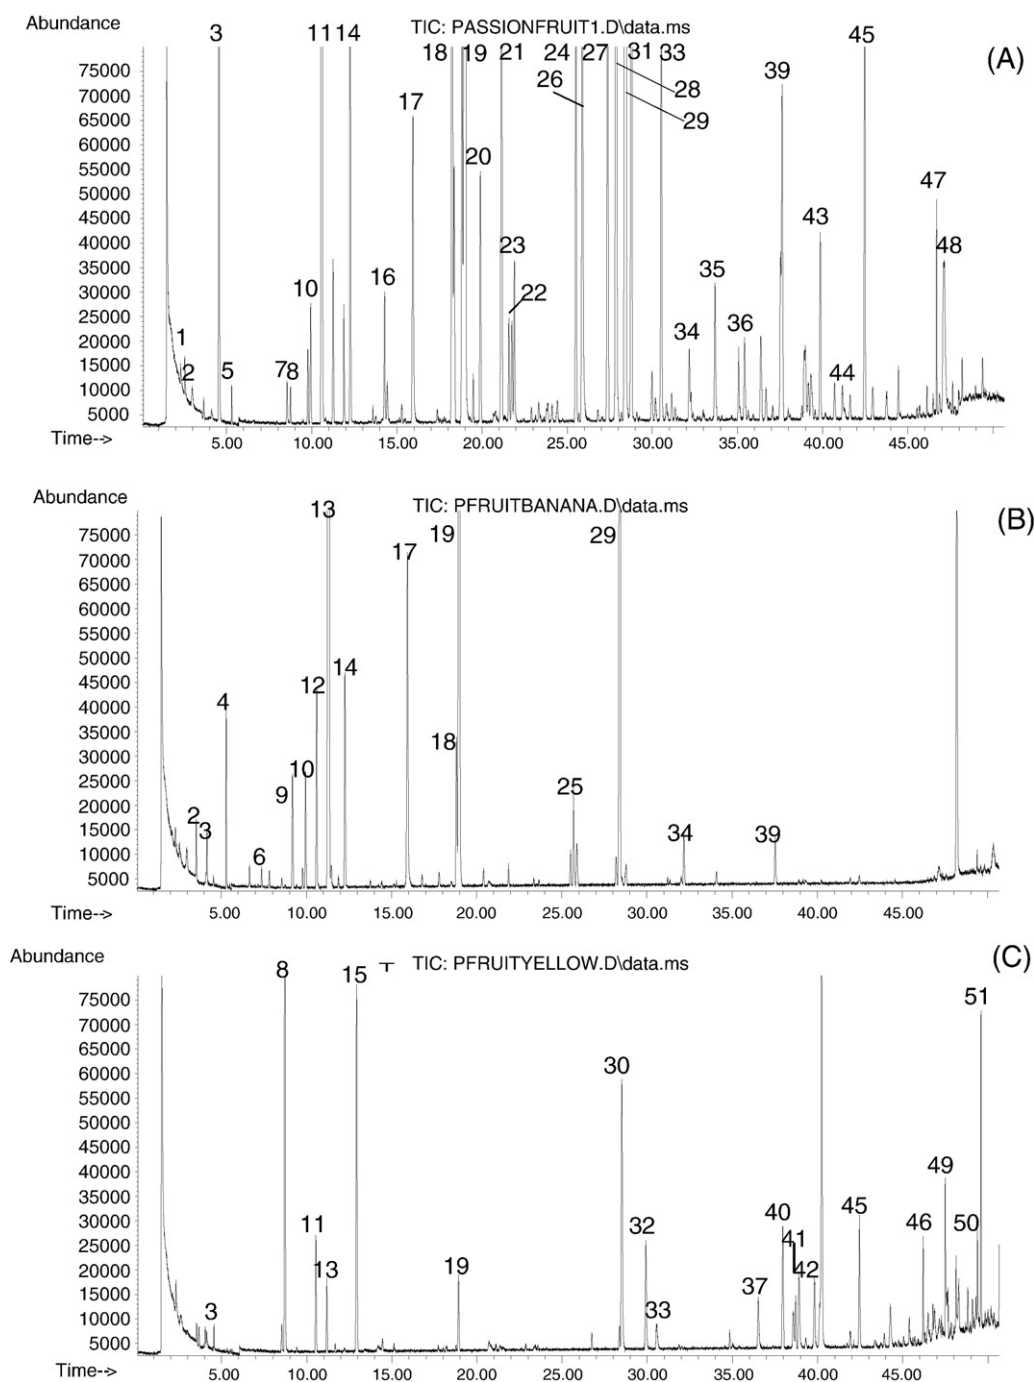 Abundance TIC: PASSIONFRUIT1.D\data.ms
(A)
3 11 14 18 19 21 24 27 31 33 45
26 28 39
17 29
20
47
23 43 48
10 16 22 35
34 36
1
2 5 7 8 44
75000
70000
65000
60000
55000
50000
45000
40000
35000
30000
25000
20000
15000
10000
5000
Time-->
5.00 10.00 15.00 20.00 25.00 30.00 35.00 40.00 45.00
Abundance TIC: PFRUITBANANA.D\data.ms
(B)
13 19 29
17
14
4 12
18
9 10 25
2 3 34 39
6
75000
70000
65000
60000
55000
50000
45000
40000
35000
30000
25000
20000
15000
10000
5000
Time-->
5.00 10.00 15.00 20.00 25.00 30.00 35.00 40.00 45.00
Abundance TIC: PFRUITYELLOW.D\data.ms
(C)
8 15
51
30
49
11 32 40 45 46 50
13 19 41 42
3 33 37
75000
70000
65000
60000
55000
50000
45000
40000
35000
30000
25000
20000
15000
10000
5000
Time-->
5.00 10.00 15.00 20.00 25.00 30.00 35.00 40.00 45.00